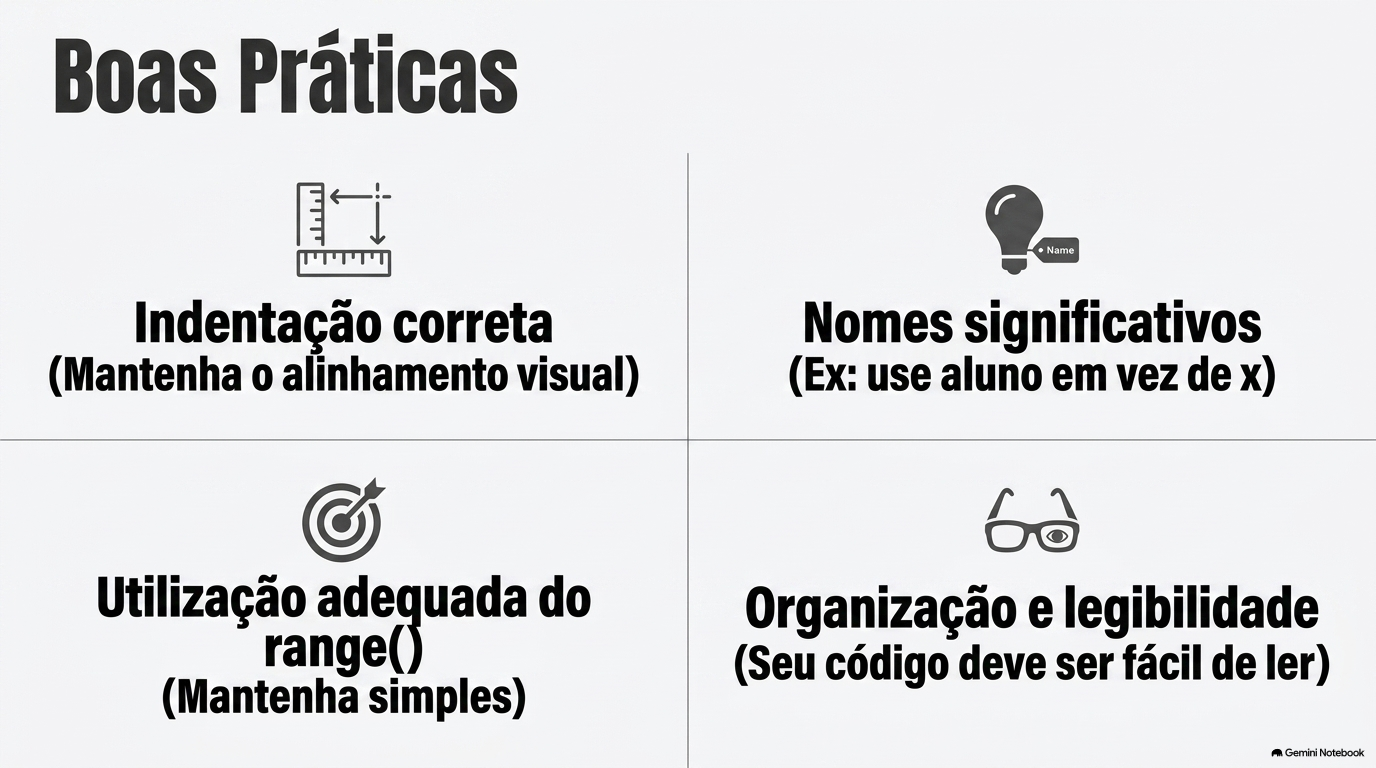 Boas Práticas
Indentação correta
(Mantenha o alinhamento visual)
Name
Nomes significativos
(Ex: use aluno em vez de x)
Utilização adequada do
range()
(Mantenha simples)
Organização e legibilidade
(Seu código deve ser fácil de ler)
Gemini Notebook